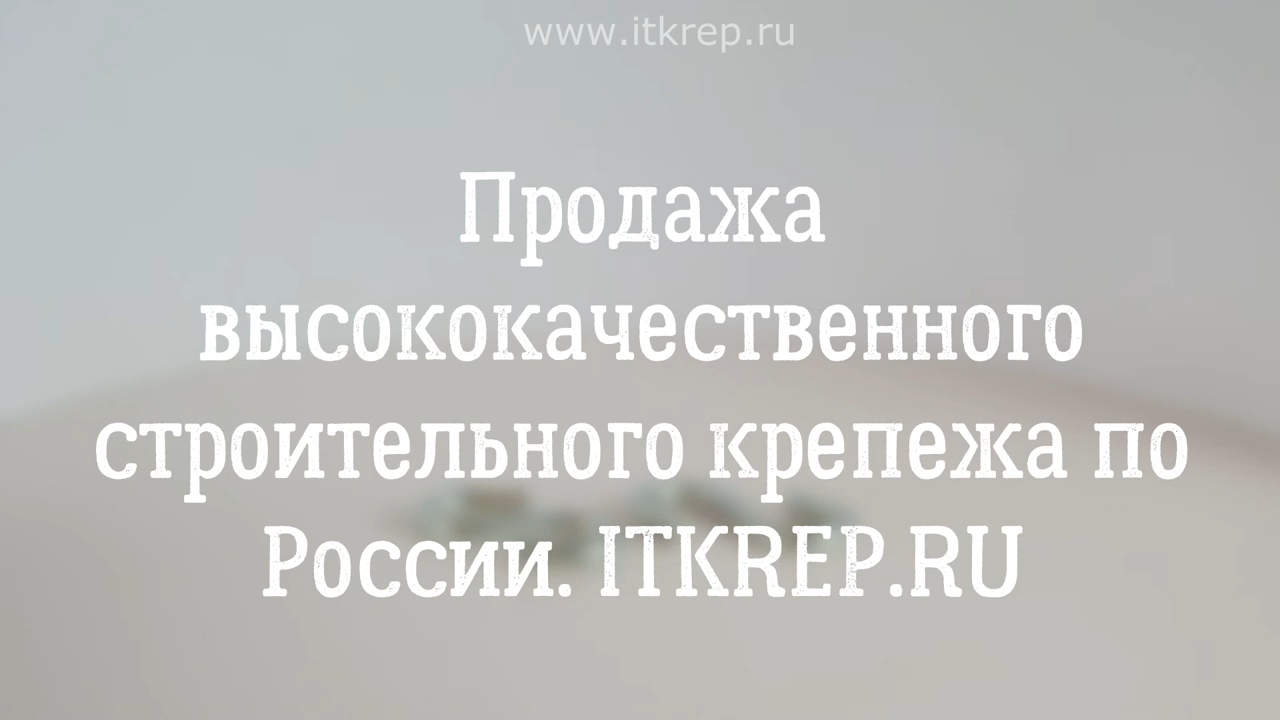 www.itkrep.ru
Продажа
высококачественного
строительного крепежа по
России. ITKREP.RU